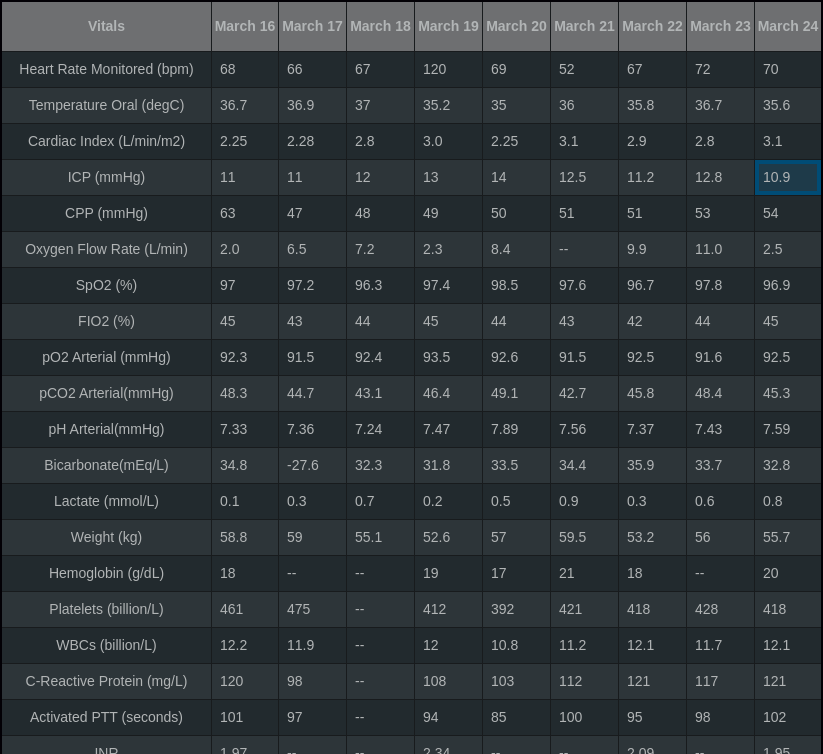 Vitals March 16 March 17 March 18 March 19 March 20 March 21 March 22 March 23 March 24
Heart Rate Monitored (bpm) 68 66 67 120 69 52 67 72 70
Temperature Oral (degC) 36.7 36.9 37 35.2 35 36 35.8 36.7 35.6
Cardiac Index (L/min/m2) 2.25 2.28 2.8 3.0 2.25 3.1 2.9 2.8 3.1
ICP (mmHg) 11 11 12 13 14 12.5 11.2 12.8 10.9
CPP (mmHg) 63 47 48 49 50 51 51 53 54
Oxygen Flow Rate (L/min) 2.0 6.5 7.2 2.3 8.4 -- 9.9 11.0 2.5
SpO2 (%) 97 97.2 96.3 97.4 98.5 97.6 96.7 97.8 96.9
FIO2 (%) 45 43 44 45 44 43 42 44 45
pO2 Arterial (mmHg) 92.3 91.5 92.4 93.5 92.6 91.5 92.5 91.6 92.5
pCO2 Arterial(mmHg) 48.3 44.7 43.1 46.4 49.1 42.7 45.8 48.4 45.3
pH Arterial(mmHg) 7.33 7.36 7.24 7.47 7.89 7.56 7.37 7.43 7.59
Bicarbonate(mEq/L) 34.8 -27.6 32.3 31.8 33.5 34.4 35.9 33.7 32.8
Lactate (mmol/L) 0.1 0.3 0.7 0.2 0.5 0.9 0.3 0.6 0.8
Weight (kg) 58.8 59 55.1 52.6 57 59.5 53.2 56 55.7
Hemoglobin (g/dL) 18 -- -- 19 17 21 18 -- 20
Platelets (billion/L) 461 475 -- 412 392 421 418 428 418
WBCs (billion/L) 12.2 11.9 -- 12 10.8 11.2 12.1 11.7 12.1
C-Reactive Protein (mg/L) 120 98 -- 108 103 112 121 117 121
Activated PTT (seconds) 101 97 -- 94 85 100 95 98 102
INR 1.97 -- -- 2.34 -- -- 2.09 -- 1.95